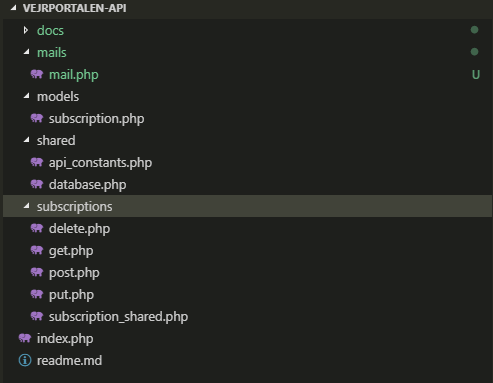 VEJRPORTALEN-API
docs
mails
mail.php U
models
subscription.php
shared
api_constants.php
database.php
subscriptions
delete.php
get.php
post.php
put.php
subscription_shared.php
index.php
readme.md